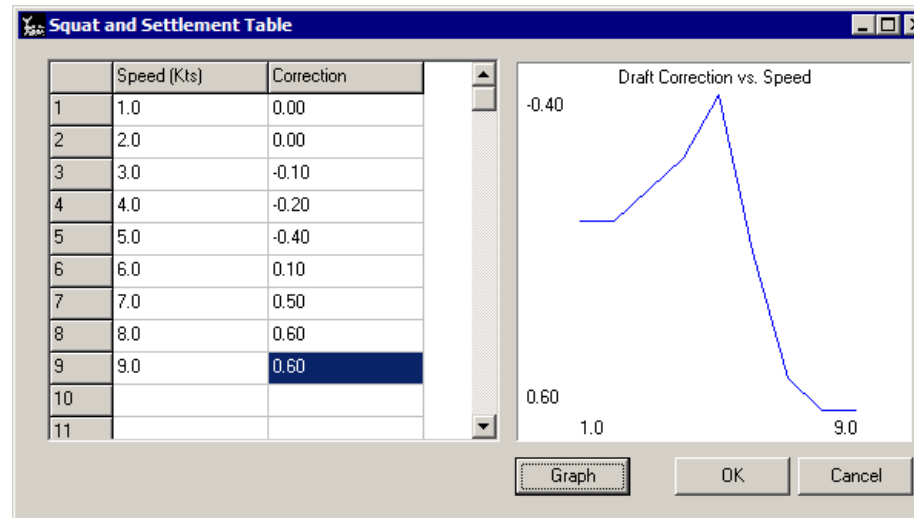 Squat and Settlement Table
Speed (Kts) Correction
1 1.0 0.00
2 2.0 0.00
3 3.0 -0.10
4 4.0 -0.20
5 5.0 -0.40
6 6.0 0.10
7 7.0 0.50
8 8.0 0.60
9 9.0 0.60
10
11
Draft Correction vs. Speed
-0.40
0.60
1.0 9.0
Graph OK Cancel